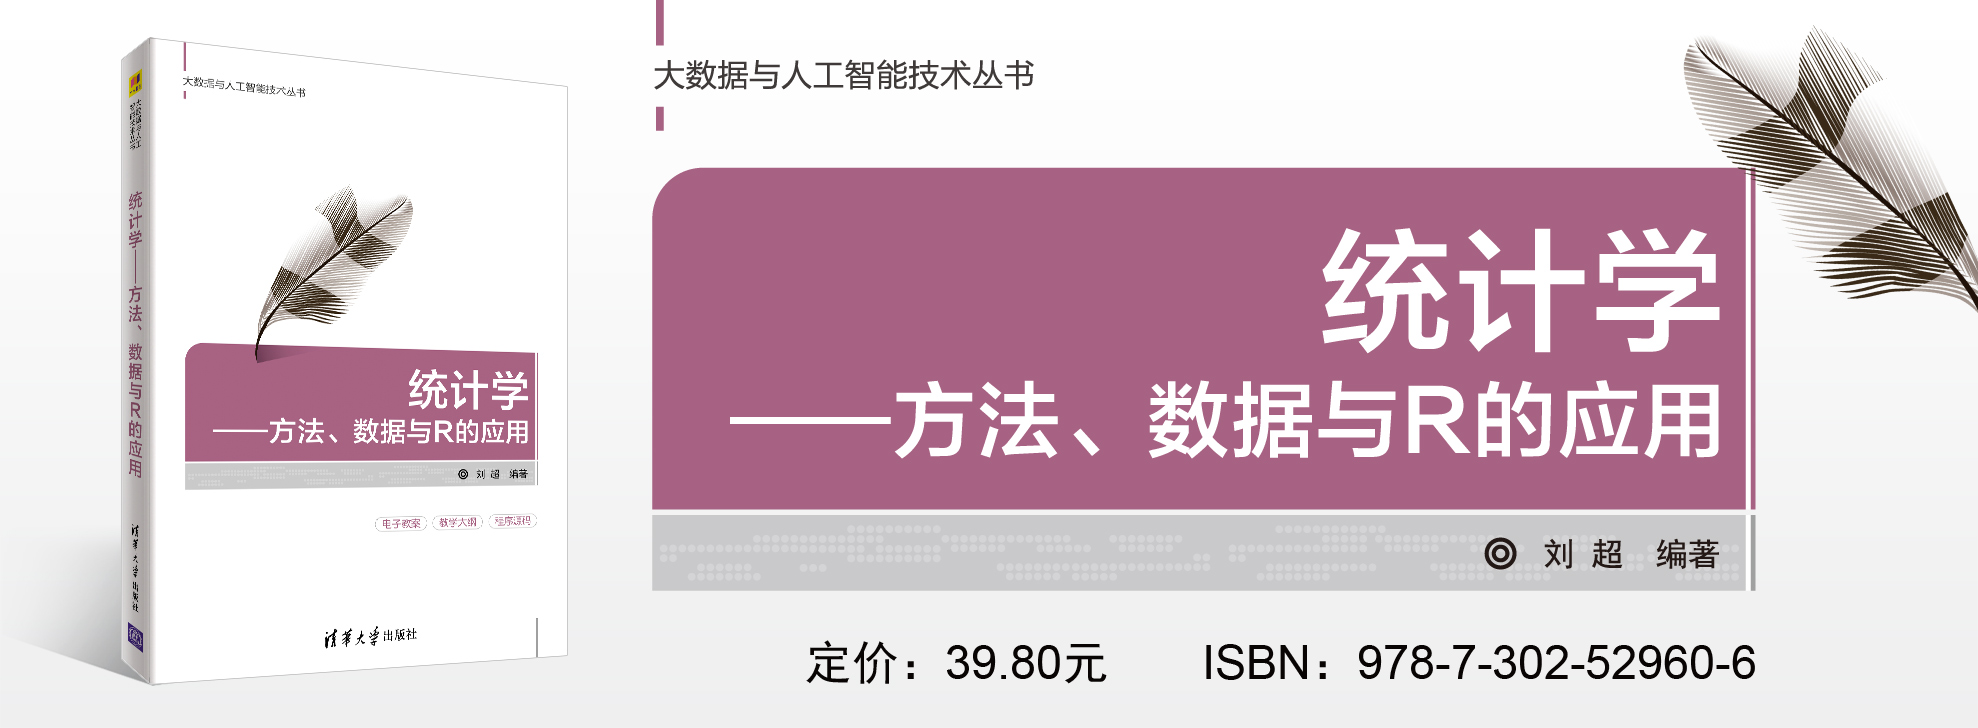 大数据与人工智能技术丛书
统计学——方法、数据与R的应用
清华大学出版社
大数据与人工智能技术丛书
统计学
——方法、数据与R的应用
刘 超 编著
电子教案 教学大纲 程序源码
清华大学出版社
大数据与人工智能技术丛书
统计学
——方法、数据与R的应用
刘 超 编著
定价：39.80元 ISBN：978-7-302-52960-6